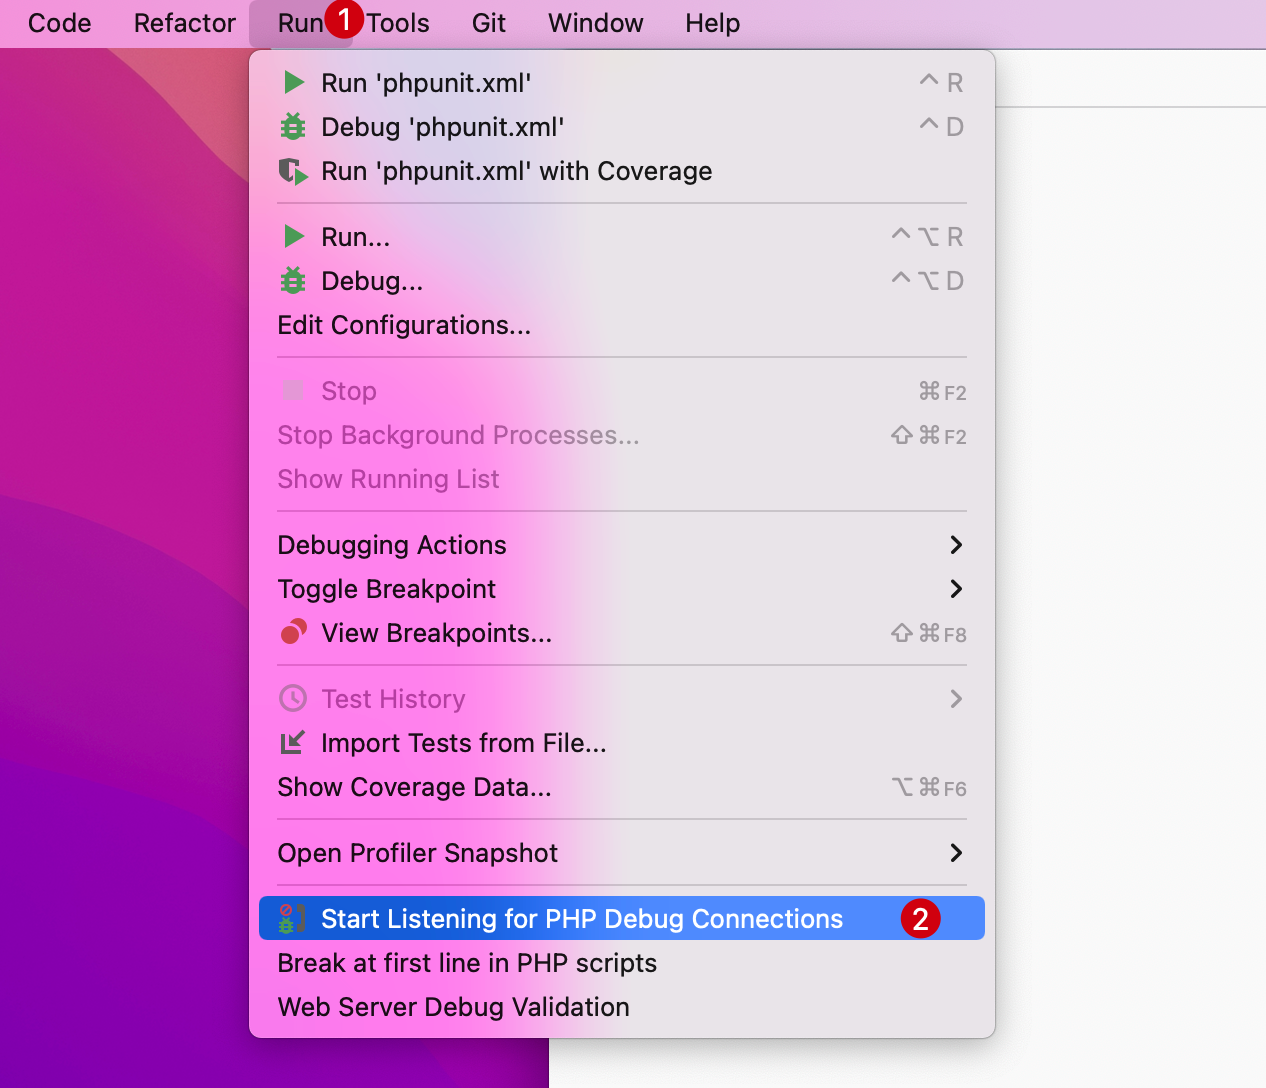 Code Refactor Run 1 Tools Git Window Help
Run 'phpunit.xml' ⌃ R
Debug 'phpunit.xml' ⌃ D
Run 'phpunit.xml' with Coverage
Run... ⌃ ⌥ R
Debug... ⌃ ⌥ D
Edit Configurations...
Stop ⌘ F2
Stop Background Processes... ⇧ ⌘ F2
Show Running List
Debugging Actions
Toggle Breakpoint
View Breakpoints... ⇧ ⌘ F8
Test History
Import Tests from File...
Show Coverage Data... ⌥ ⌘ F6
Open Profiler Snapshot
Start Listening for PHP Debug Connections 2
Break at first line in PHP scripts
Web Server Debug Validation